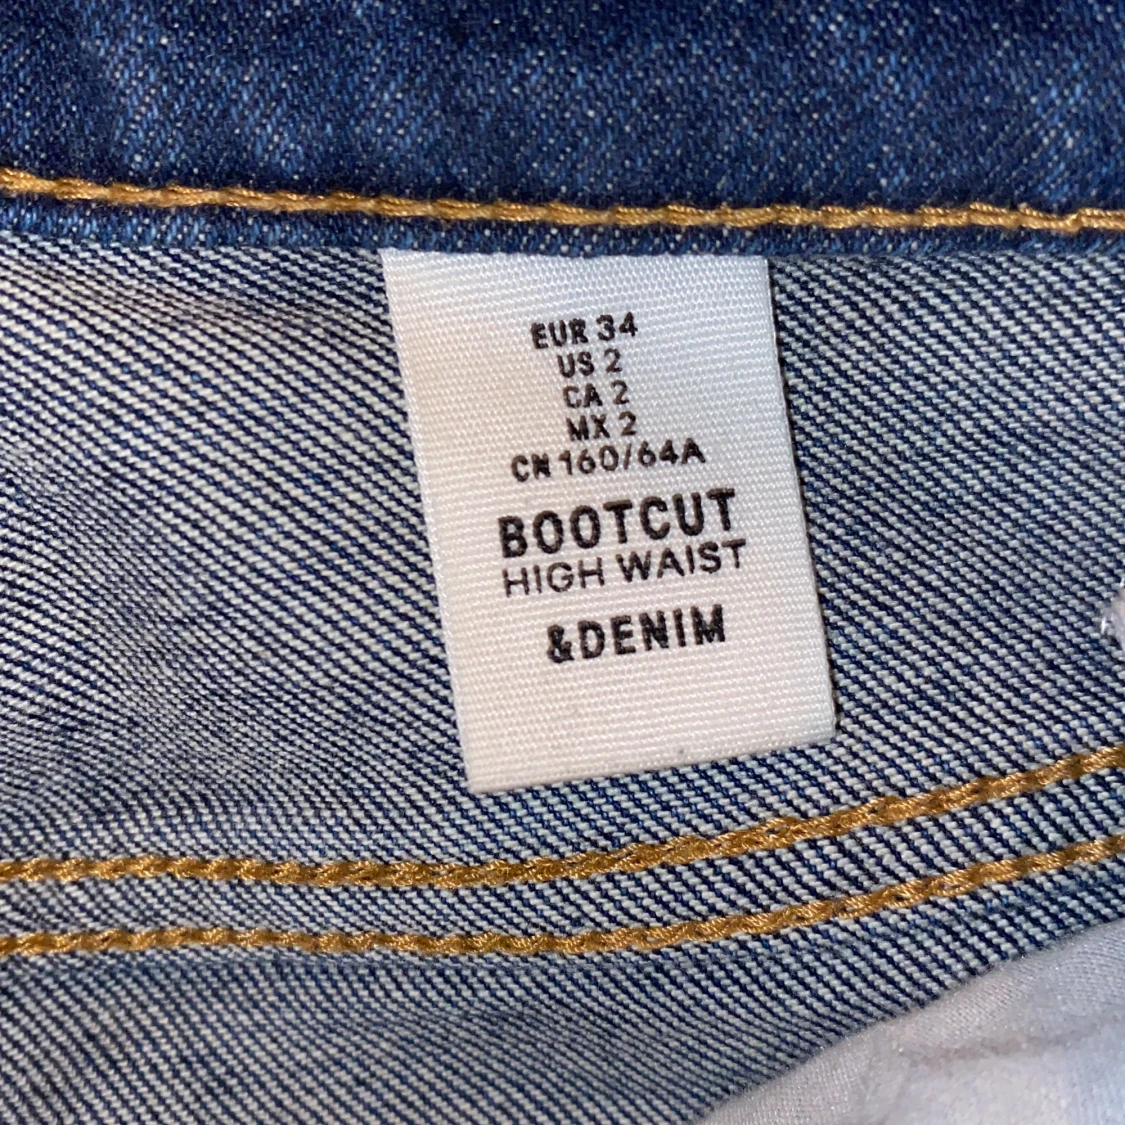 EUR 34
US 2
CA 2
MX 2
CN 160/64A
BOOTCUT
HIGH WAIST
&DENIM